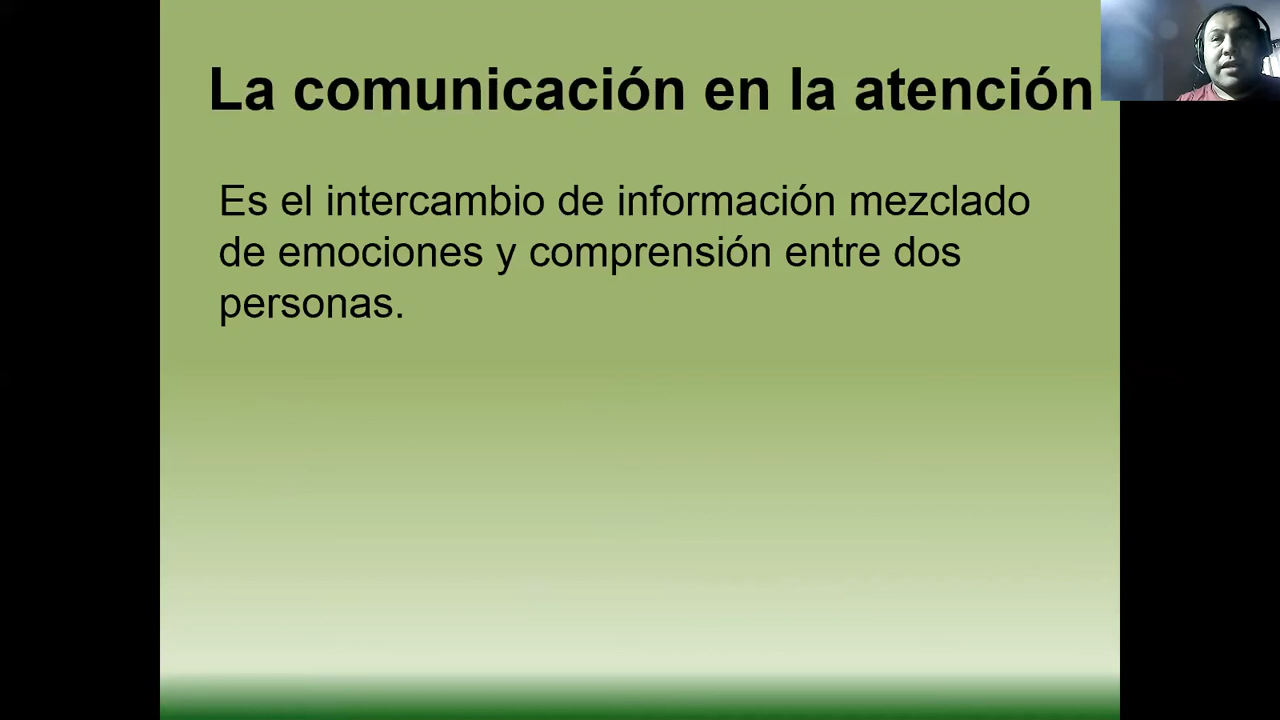 La comunicación en la atención
Es el intercambio de información mezclado
de emociones y comprensión entre dos
personas.